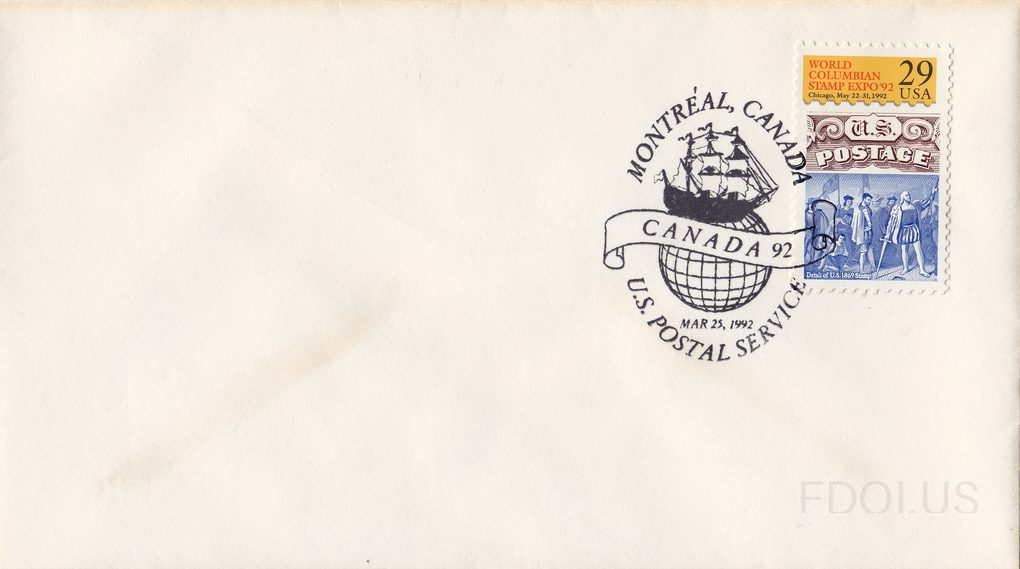 WORLD
COLUMBIAN
STAMP EXPO'92
Chicago, May 22-31, 1992
29
USA
U.S.
POSTAGE
Detail of U.S. 1869 Stamp
MONTRÉAL, CANADA
CANADA 92
MAR 25, 1992
U.S. POSTAL SERVICE
FDOI.US